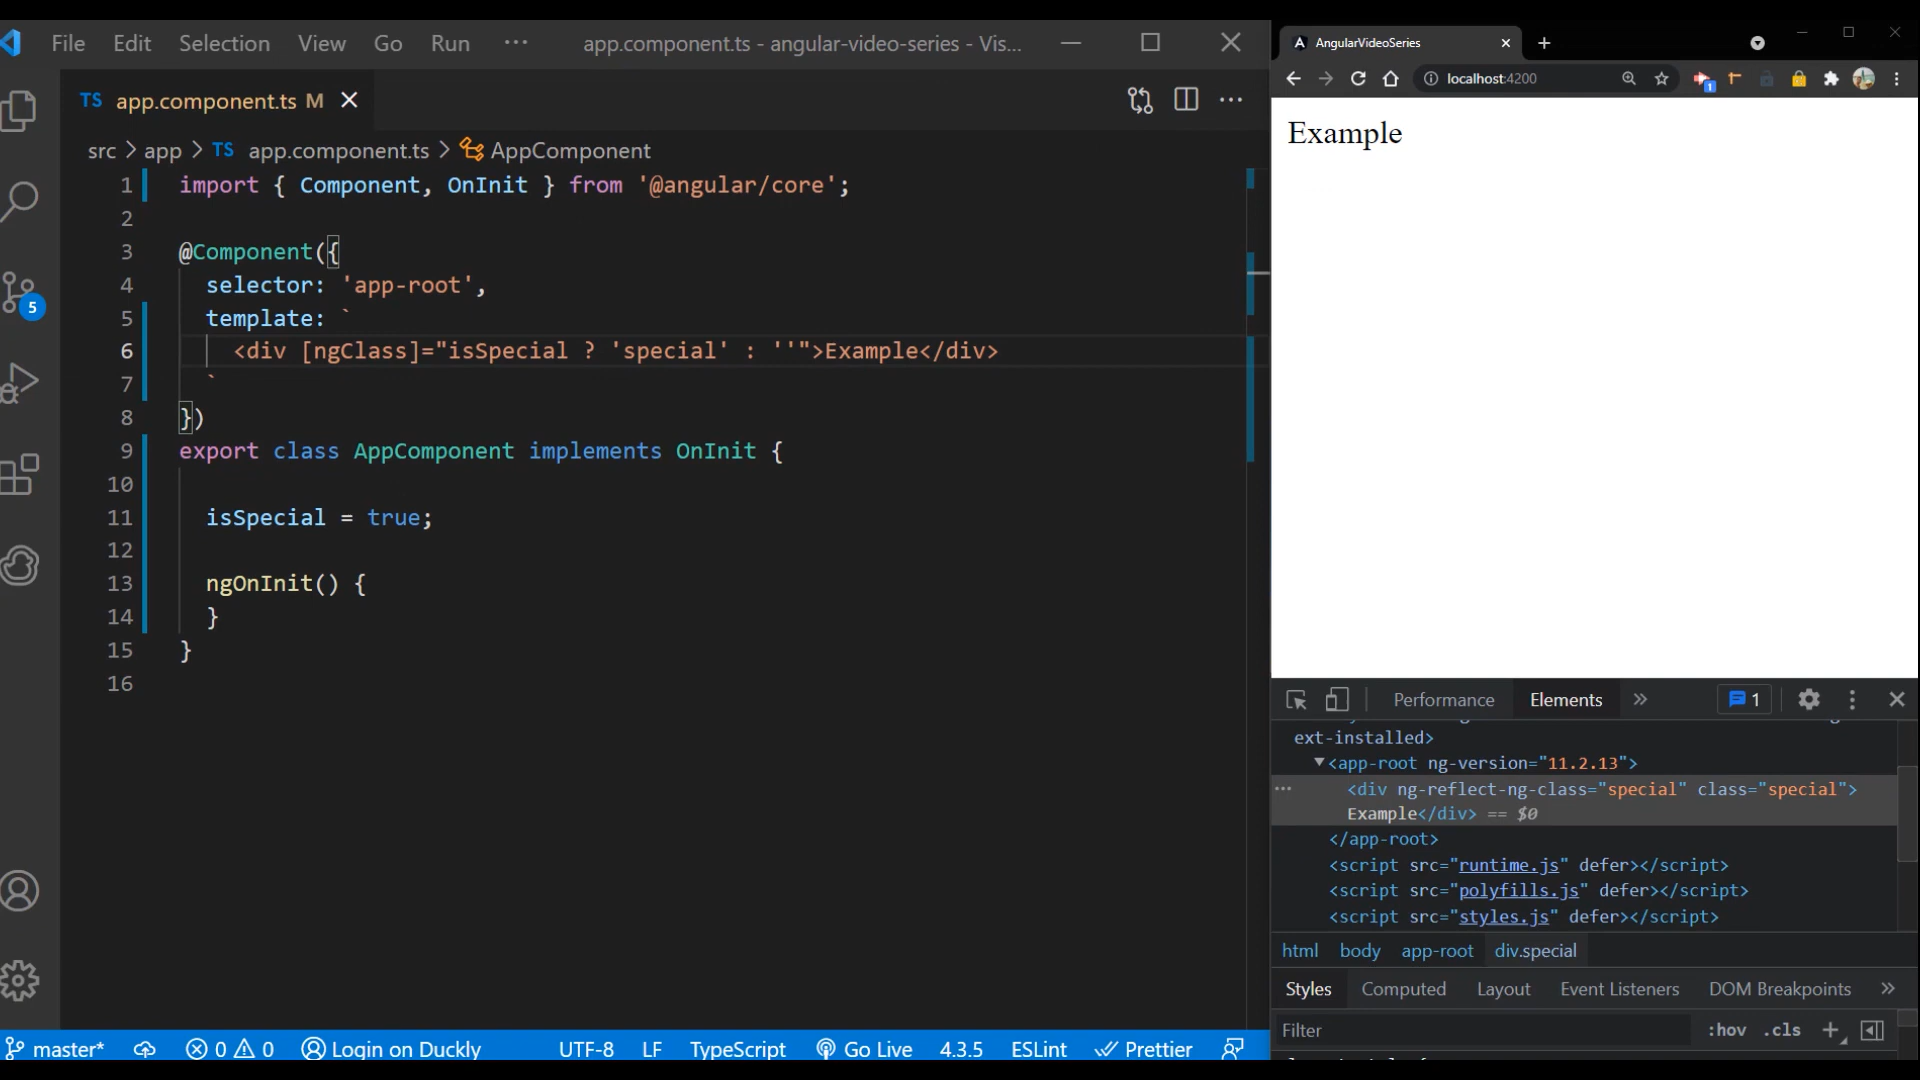 File Edit Selection View Go Run ··· app.component.ts - angular-video-series - Vis...
TS app.component.ts M
src > app > TS app.component.ts > AppComponent
1 import { Component, OnInit } from '@angular/core';
2
3 @Component({
4 selector: 'app-root',
5 template: `
6 <div [ngClass]="isSpecial ? 'special' : ''">Example</div>
7 `
8 })
9 export class AppComponent implements OnInit {
10
11 isSpecial = true;
12
13 ngOnInit() {
14 }
15 }
16
5
master* 0 0 Login on Duckly UTF-8 LF TypeScript Go Live 4.3.5 ESLint Prettier
AngularVideoSeries
localhost:4200 1
Example
Performance Elements » 1
ext-installed>
<app-root ng-version="11.2.13">
<div ng-reflect-ng-class="special" class="special">
Example</div> == $0
</app-root>
<script src="runtime.js" defer></script>
<script src="polyfills.js" defer></script>
<script src="styles.js" defer></script>
html body app-root div.special
Styles Computed Layout Event Listeners DOM Breakpoints »
Filter :hov .cls +